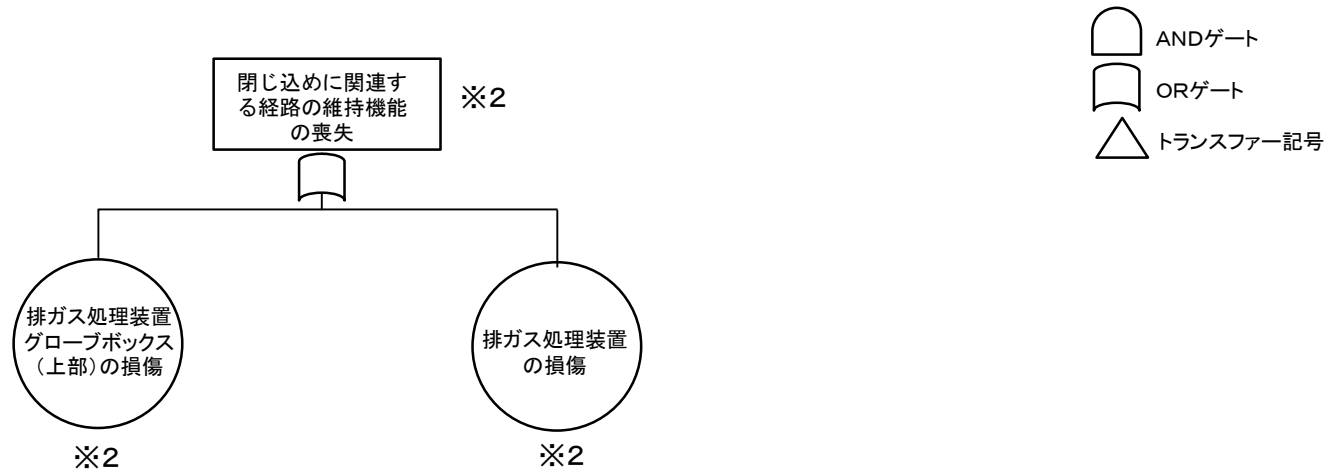 閉じ込めに関連す
る経路の維持機能
の喪失
※2
ANDゲート
ORゲート
トランスファー記号
排ガス処理装置
グローブボックス
(上部)の損傷
※2
排ガス処理装置
の損傷
※2